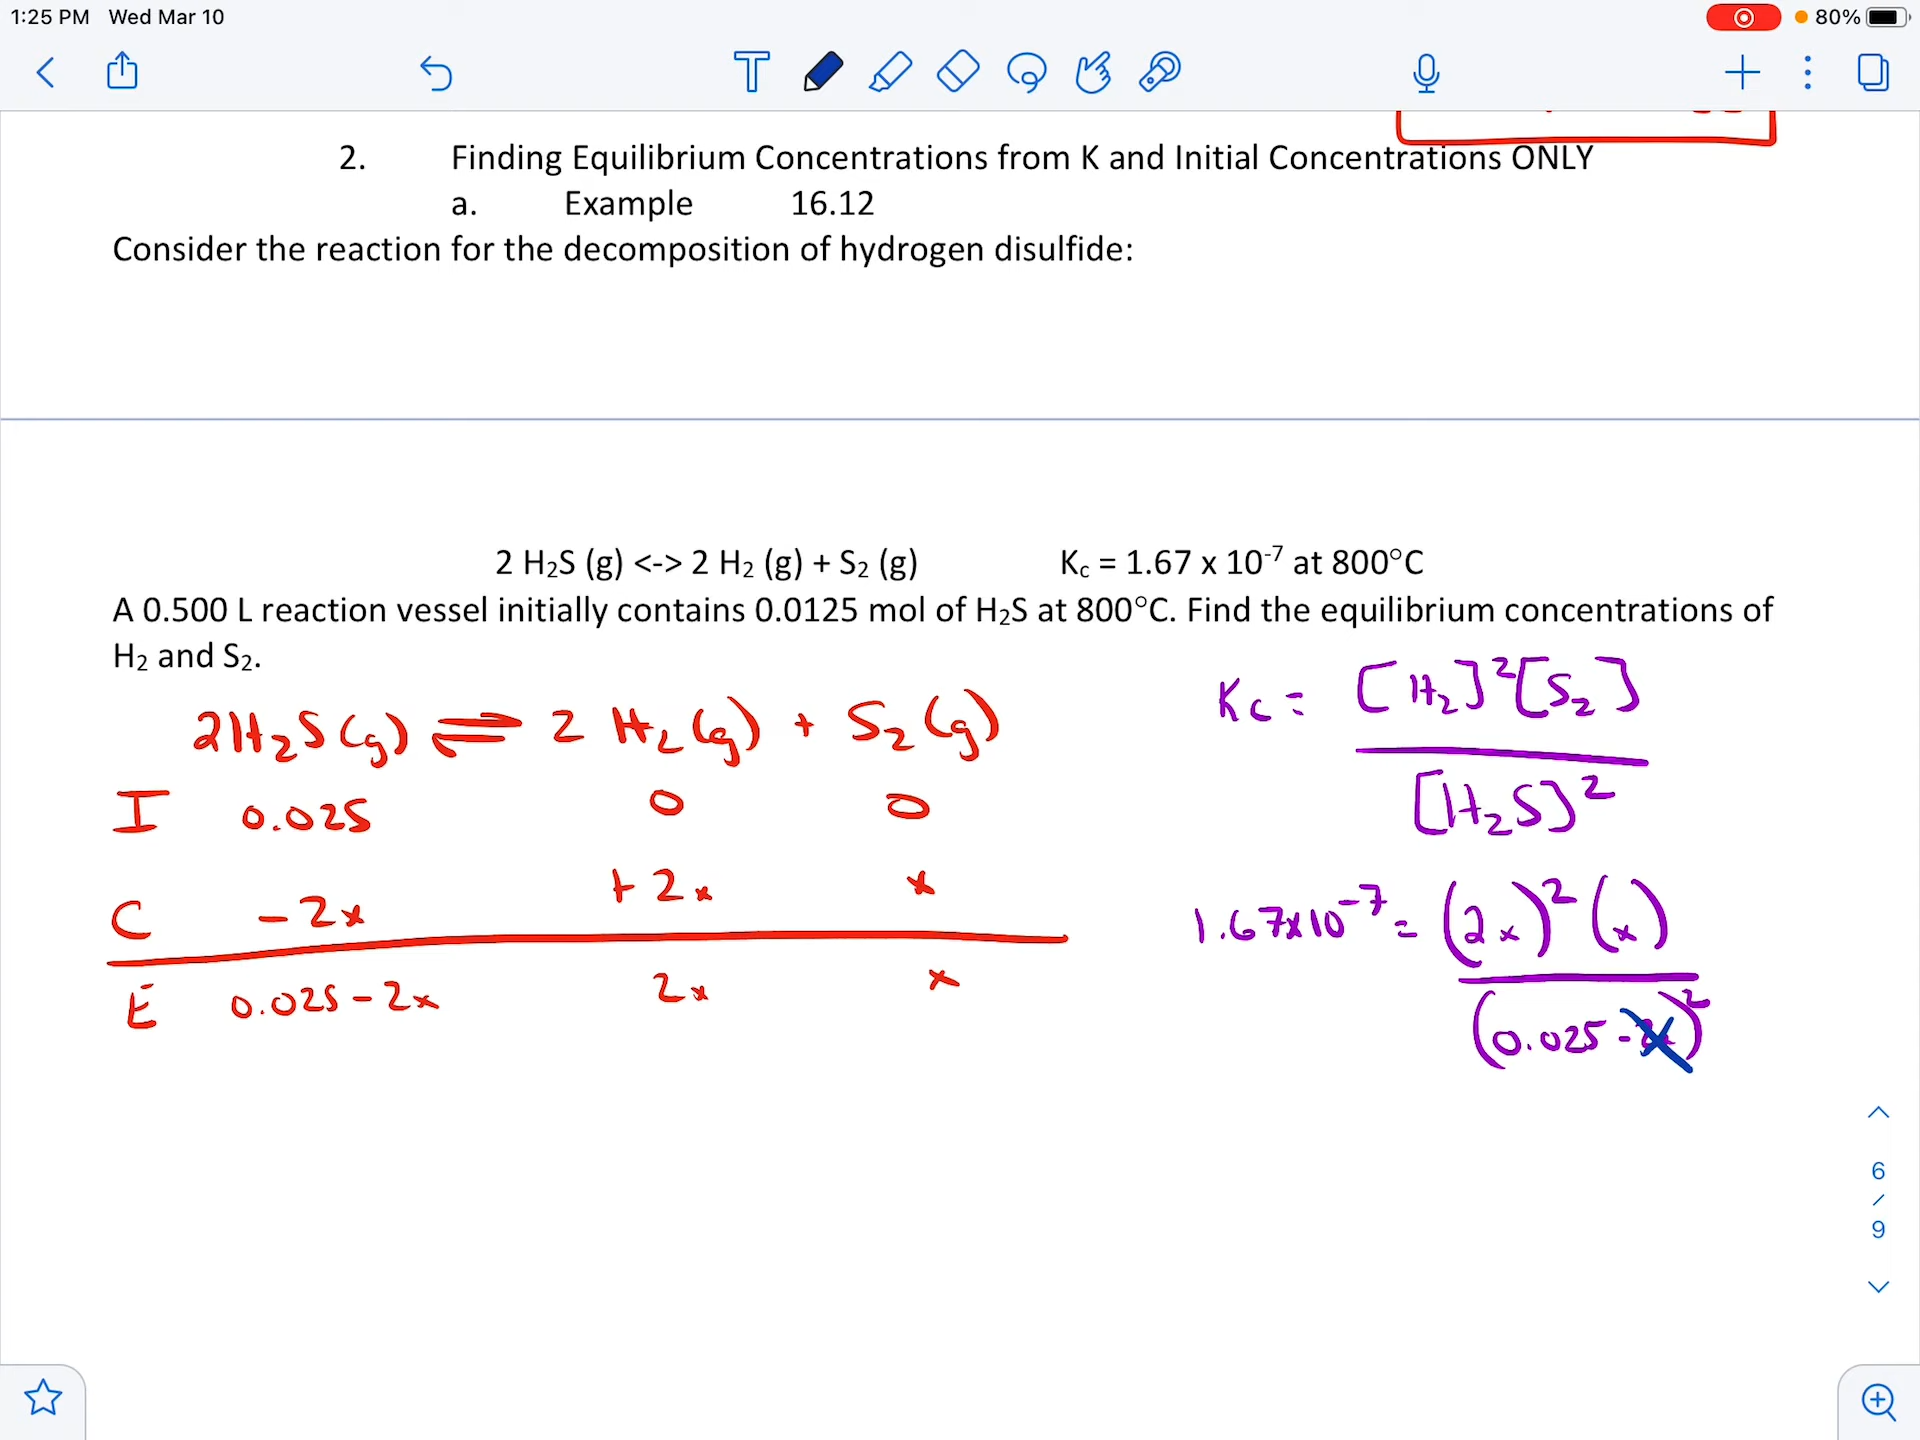 1:25 PM Wed Mar 10
80%
T
2. Finding Equilibrium Concentrations from K and Initial Concentrations ONLY
a. Example 16.12
Consider the reaction for the decomposition of hydrogen disulfide:
2 H₂S (g) <-> 2 H₂ (g) + S₂ (g) K꜀ = 1.67 x 10⁻⁷ at 800°C
A 0.500 L reaction vessel initially contains 0.0125 mol of H₂S at 800°C. Find the equilibrium concentrations of
H₂ and S₂.
2H₂S(g) ⇌ 2 H₂(g) + S₂(g)
I 0.025 0 0
C -2x +2x x
E 0.025-2x 2x x
Kc = [H₂]²[S₂]
[H₂S]²
1.67x10⁻⁷ = (2x)²(x)
(0.025-2x)²
6
/
9